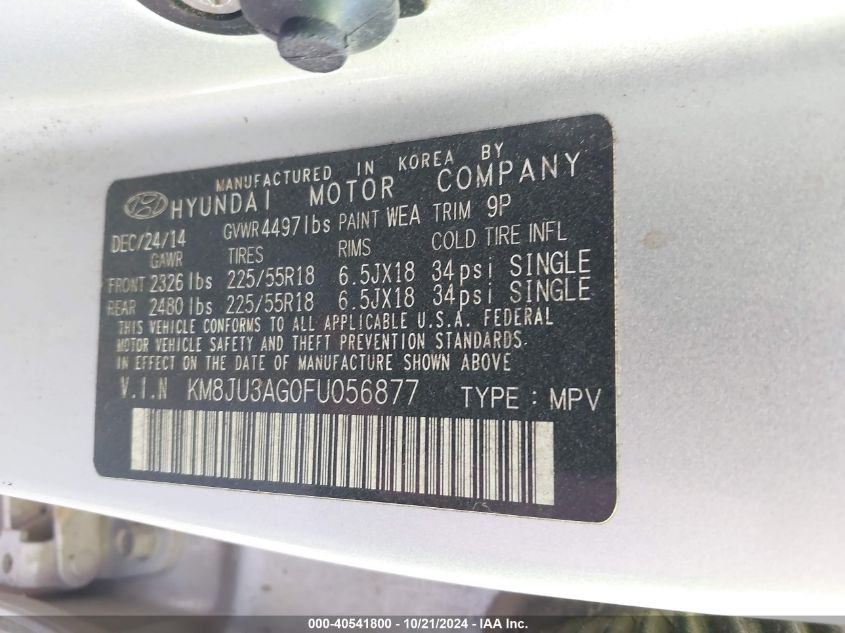 MANUFACTURED IN KOREA BY
HYUNDAI MOTOR COMPANY
DEC/24/14 GVWR 4497lbs PAINT WEA TRIM 9P
GAWR TIRES RIMS COLD TIRE INFL
FRONT 2326 lbs 225/55R18 6.5JX18 34psi SINGLE
REAR 2480 lbs 225/55R18 6.5JX18 34psi SINGLE
THIS VEHICLE CONFORMS TO ALL APPLICABLE U.S.A. FEDERAL
MOTOR VEHICLE SAFETY AND THEFT PREVENTION STANDARDS.
IN EFFECT ON THE DATE OF MANUFACTURE SHOWN ABOVE
V.I.N KM8JU3AG0FU056877 TYPE : MPV
000-40541800 - 10/21/2024 - IAA Inc.